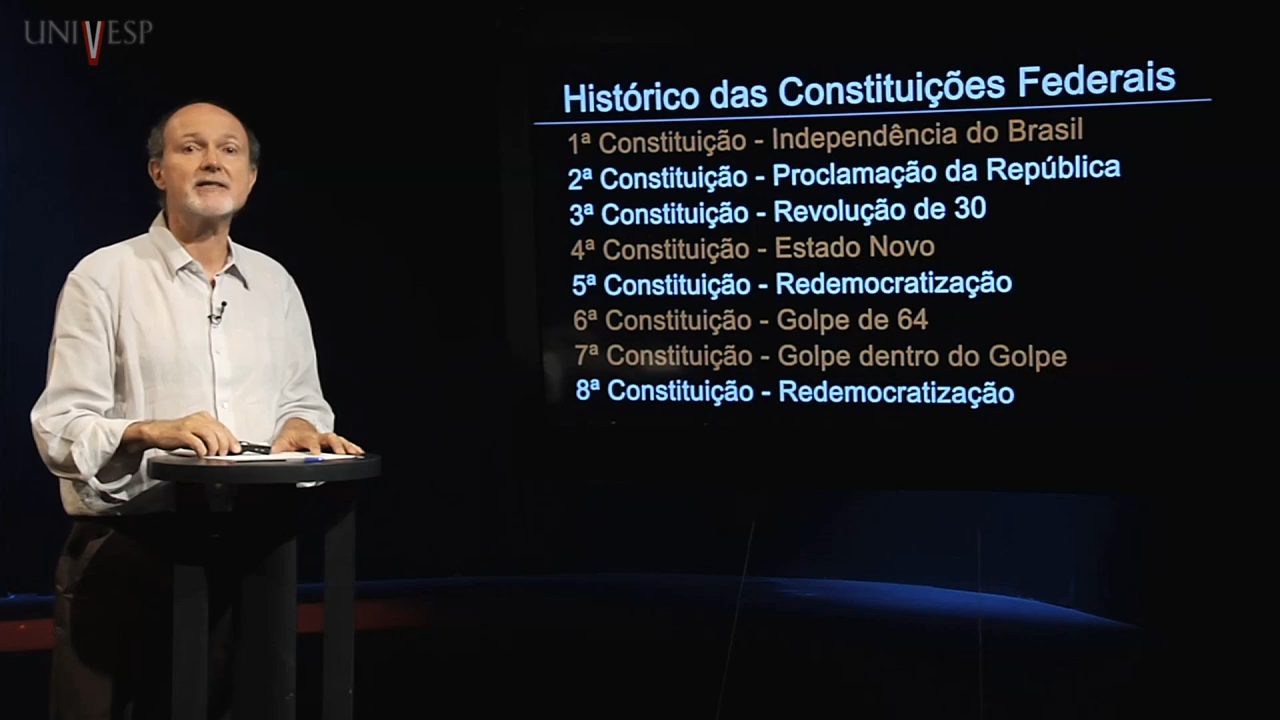 UNIVESP
Histórico das Constituições Federais
1ª Constituição - Independência do Brasil
2ª Constituição - Proclamação da República
3ª Constituição - Revolução de 30
4ª Constituição - Estado Novo
5ª Constituição - Redemocratização
6ª Constituição - Golpe de 64
7ª Constituição - Golpe dentro do Golpe
8ª Constituição - Redemocratização